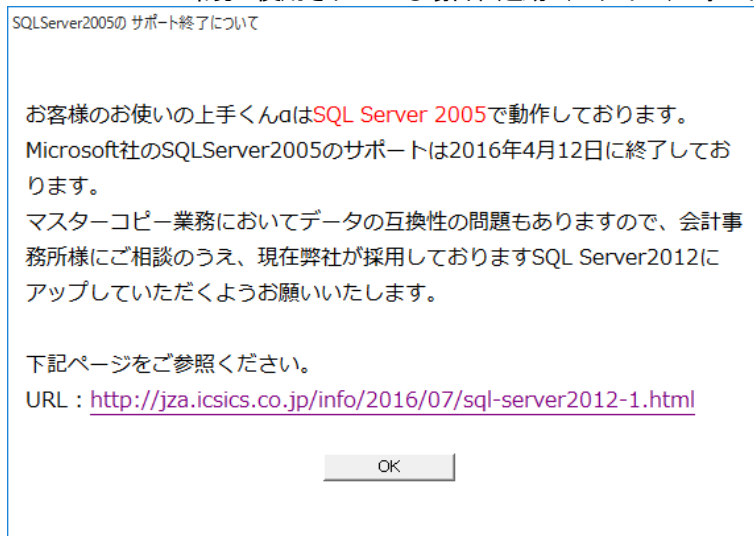 SQLServer2005の サポート終了について
お客様のお使いの上手くんαはSQL Server 2005で動作しております。
Microsoft社のSQLServer2005のサポートは2016年4月12日に終了してお
ります。
マスターコピー業務においてデータの互換性の問題もありますので、会計事
務所様にご相談のうえ、現在弊社が採用しておりますSQL Server2012に
アップしていただくようお願いいたします。
下記ページをご参照ください。
URL：http://jza.icsics.co.jp/info/2016/07/sql-server2012-1.html
OK